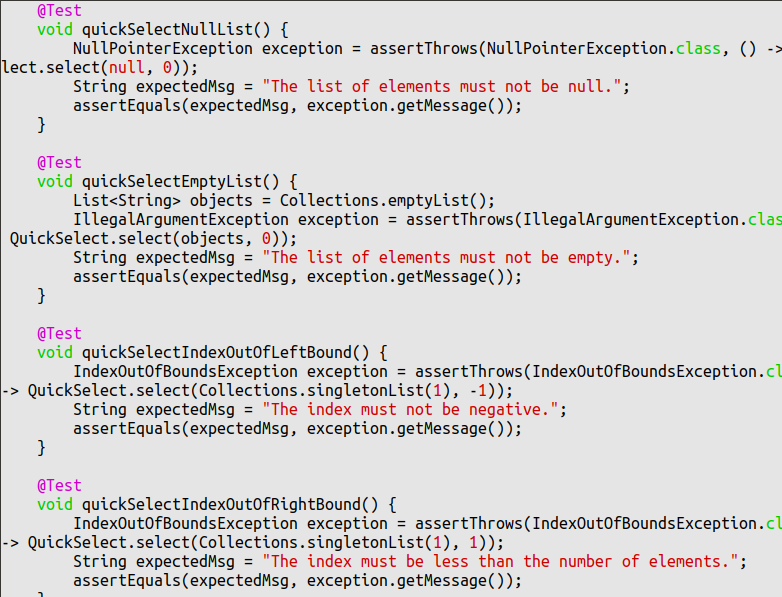 @Test
void quickSelectNullList() {
NullPointerException exception = assertThrows(NullPointerException.class, () ->
lect.select(null, 0));
String expectedMsg = "The list of elements must not be null.";
assertEquals(expectedMsg, exception.getMessage());
}
@Test
void quickSelectEmptyList() {
List<String> objects = Collections.emptyList();
IllegalArgumentException exception = assertThrows(IllegalArgumentException.clas
QuickSelect.select(objects, 0));
String expectedMsg = "The list of elements must not be empty.";
assertEquals(expectedMsg, exception.getMessage());
}
@Test
void quickSelectIndexOutOfLeftBound() {
IndexOutOfBoundsException exception = assertThrows(IndexOutOfBoundsException.cl
-> QuickSelect.select(Collections.singletonList(1), -1));
String expectedMsg = "The index must not be negative.";
assertEquals(expectedMsg, exception.getMessage());
}
@Test
void quickSelectIndexOutOfRightBound() {
IndexOutOfBoundsException exception = assertThrows(IndexOutOfBoundsException.cl
-> QuickSelect.select(Collections.singletonList(1), 1));
String expectedMsg = "The index must be less than the number of elements.";
assertEquals(expectedMsg, exception.getMessage());
}